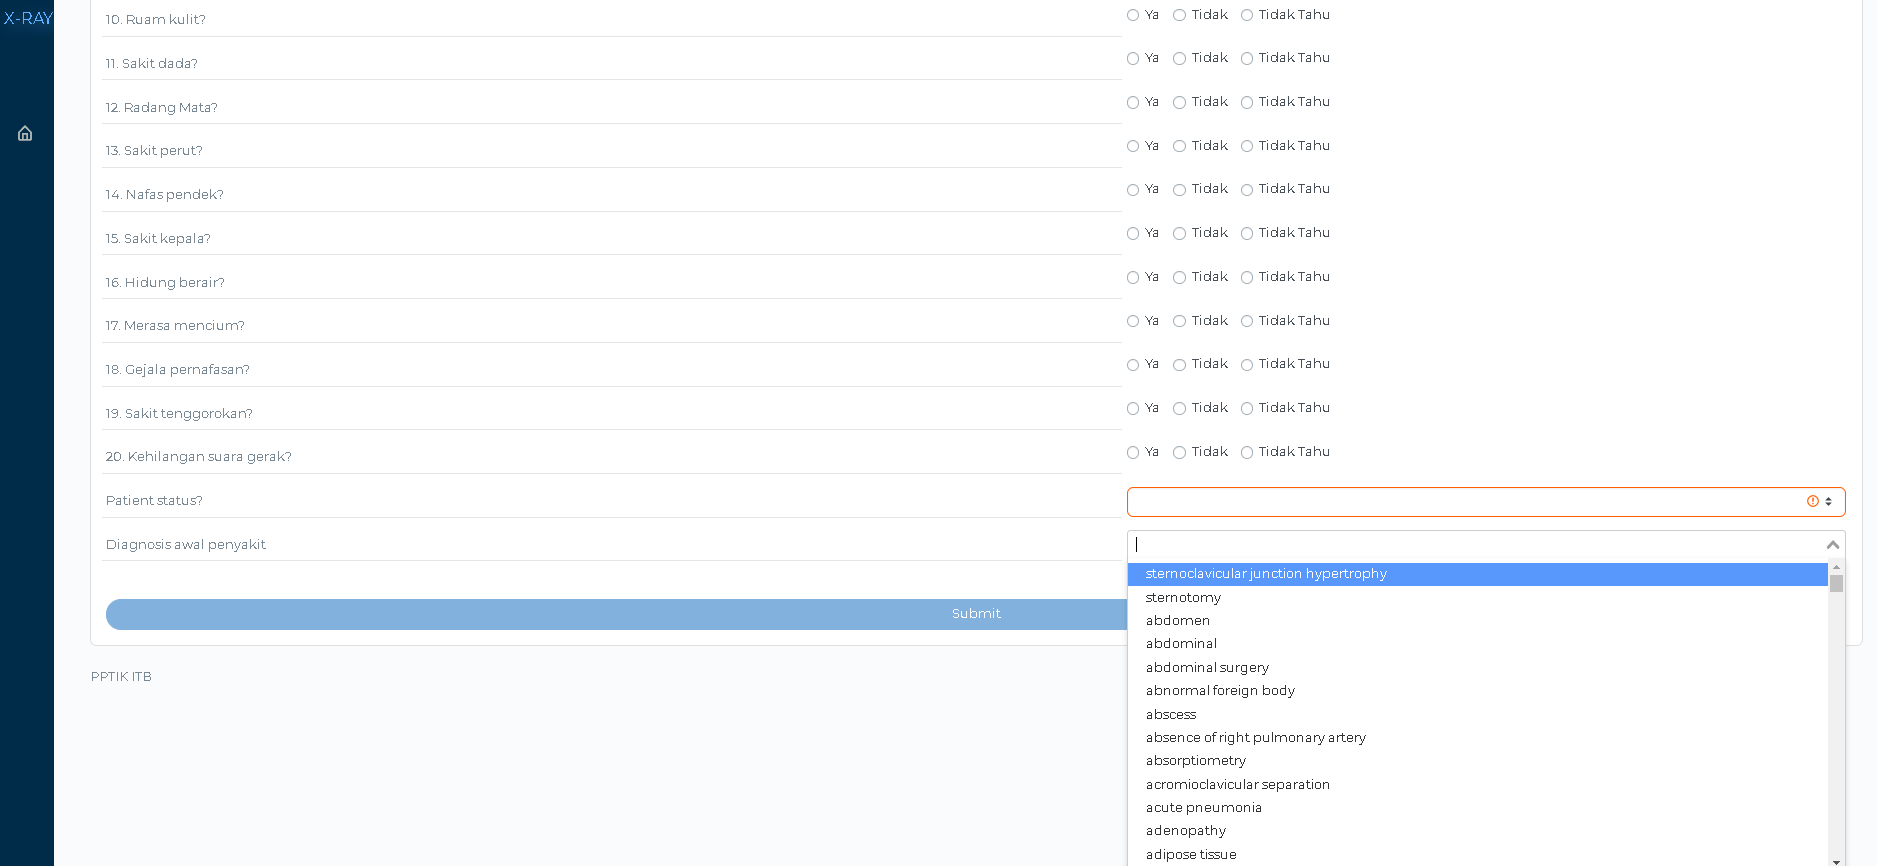 X-RAY
10. Ruam kulit?
Ya Tidak Tidak Tahu
11. Sakit dada?
Ya Tidak Tidak Tahu
12. Radang Mata?
Ya Tidak Tidak Tahu
13. Sakit perut?
Ya Tidak Tidak Tahu
14. Nafas pendek?
Ya Tidak Tidak Tahu
15. Sakit kepala?
Ya Tidak Tidak Tahu
16. Hidung berair?
Ya Tidak Tidak Tahu
17. Merasa mencium?
Ya Tidak Tidak Tahu
18. Gejala pernafasan?
Ya Tidak Tidak Tahu
19. Sakit tenggorokan?
Ya Tidak Tidak Tahu
20. Kehilangan suara gerak?
Ya Tidak Tidak Tahu
Patient status?
Diagnosis awal penyakit
sternoclavicular junction hypertrophy
sternotomy
abdomen
abdominal
abdominal surgery
abnormal foreign body
abscess
absence of right pulmonary artery
absorptiometry
acromioclavicular separation
acute pneumonia
adenopathy
adipose tissue
Submit
PPTIK ITB